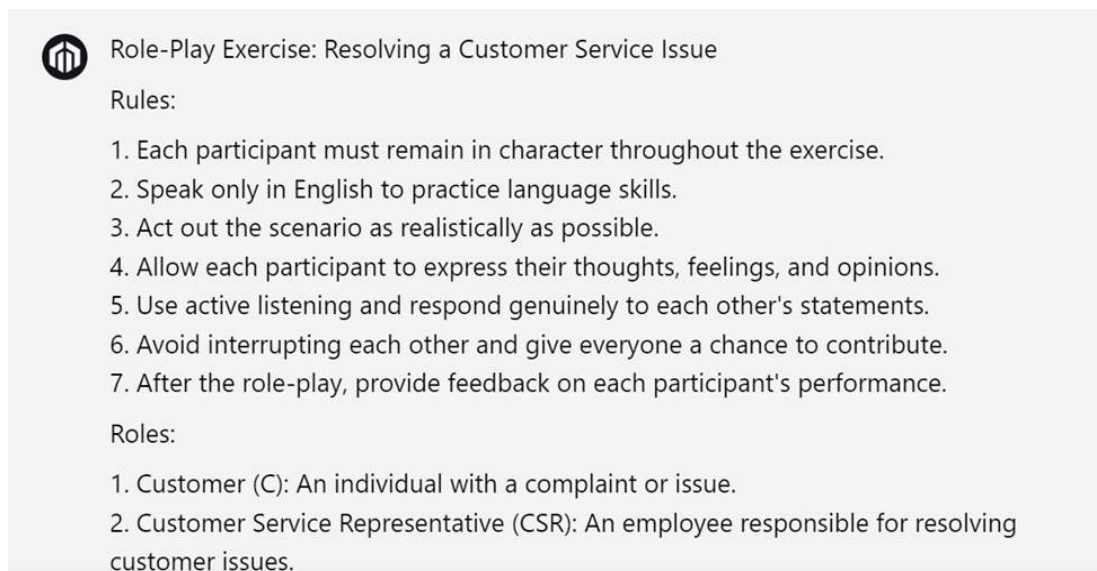 Role-Play Exercise: Resolving a Customer Service Issue
Rules:
1. Each participant must remain in character throughout the exercise.
2. Speak only in English to practice language skills.
3. Act out the scenario as realistically as possible.
4. Allow each participant to express their thoughts, feelings, and opinions.
5. Use active listening and respond genuinely to each other's statements.
6. Avoid interrupting each other and give everyone a chance to contribute.
7. After the role-play, provide feedback on each participant's performance.
Roles:
1. Customer (C): An individual with a complaint or issue.
2. Customer Service Representative (CSR): An employee responsible for resolving
customer issues.